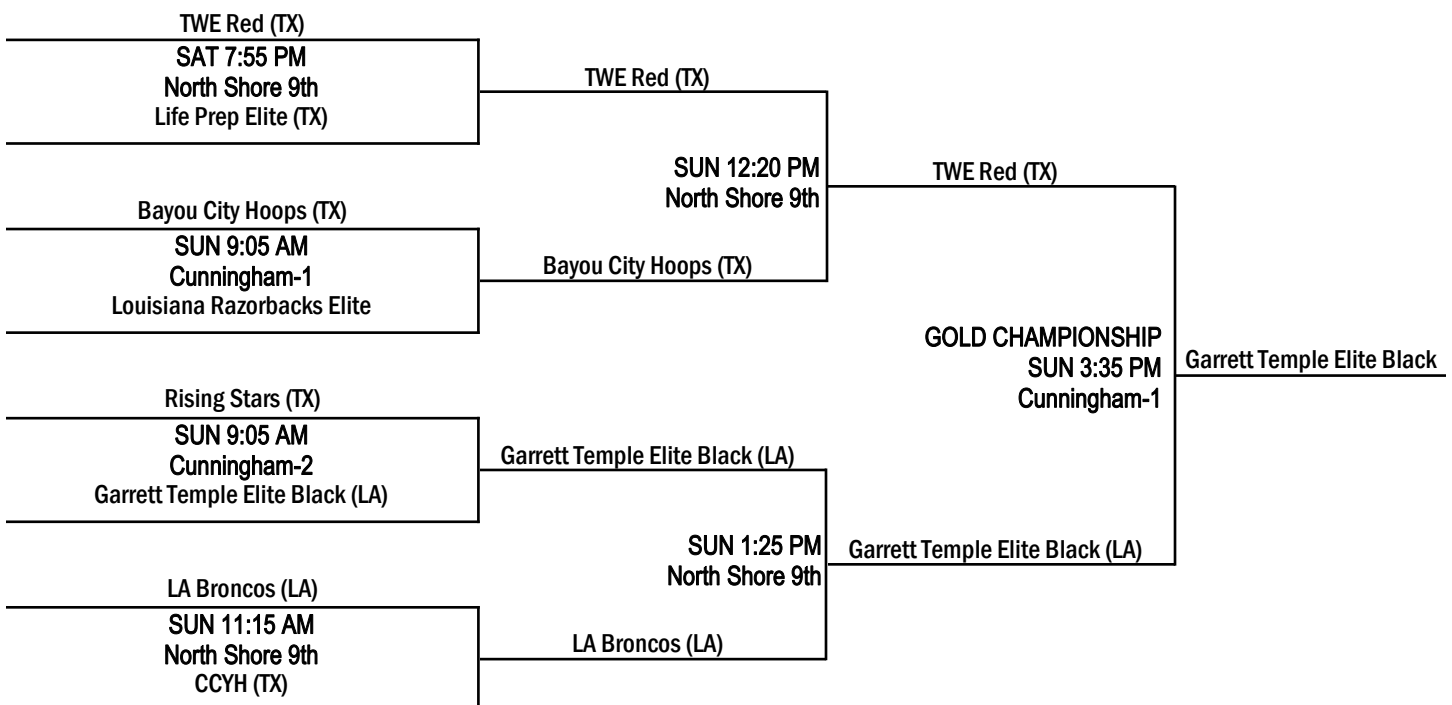 TWE Red (TX)
SAT 7:55 PM
North Shore 9th
Life Prep Elite (TX)
TWE Red (TX)
SUN 12:20 PM
North Shore 9th
TWE Red (TX)
Bayou City Hoops (TX)
SUN 9:05 AM
Cunningham-1
Louisiana Razorbacks Elite
Bayou City Hoops (TX)
GOLD CHAMPIONSHIP
SUN 3:35 PM
Cunningham-1
Garrett Temple Elite Black
Rising Stars (TX)
SUN 9:05 AM
Cunningham-2
Garrett Temple Elite Black (LA)
Garrett Temple Elite Black (LA)
SUN 1:25 PM
North Shore 9th
Garrett Temple Elite Black (LA)
LA Broncos (LA)
SUN 11:15 AM
North Shore 9th
CCYH (TX)
LA Broncos (LA)